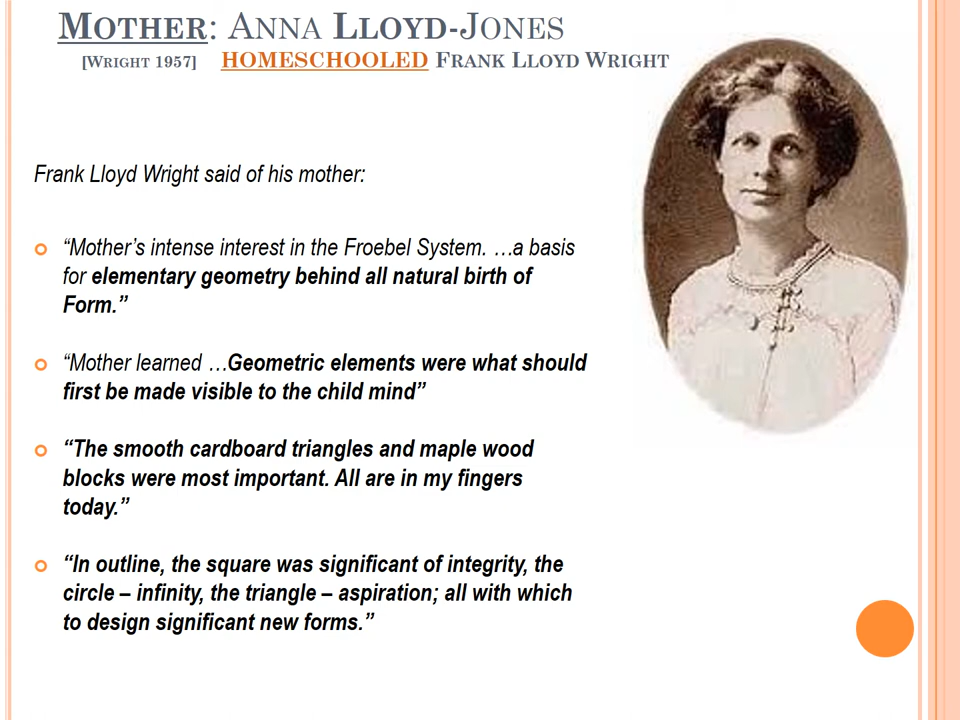 MOTHER: ANNA LLOYD-JONES
[WRIGHT 1957] HOMESCHOOLED FRANK LLOYD WRIGHT
Frank Lloyd Wright said of his mother:
“Mother’s intense interest in the Froebel System. …a basis
for elementary geometry behind all natural birth of
Form.”
“Mother learned …Geometric elements were what should
first be made visible to the child mind”
“The smooth cardboard triangles and maple wood
blocks were most important. All are in my fingers
today.”
“In outline, the square was significant of integrity, the
circle – infinity, the triangle – aspiration; all with which
to design significant new forms.”